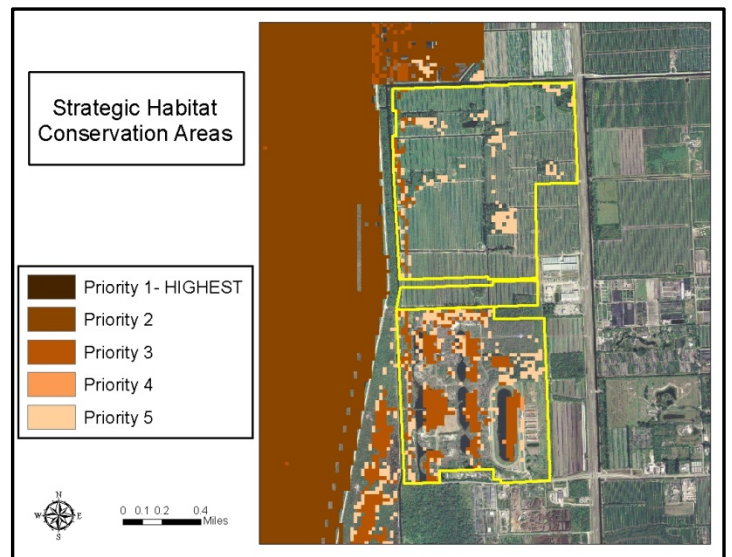 Strategic Habitat
Conservation Areas
Priority 1- HIGHEST
Priority 2
Priority 3
Priority 4
Priority 5
N
W E
S
0 0.1 0.2 0.4
Miles